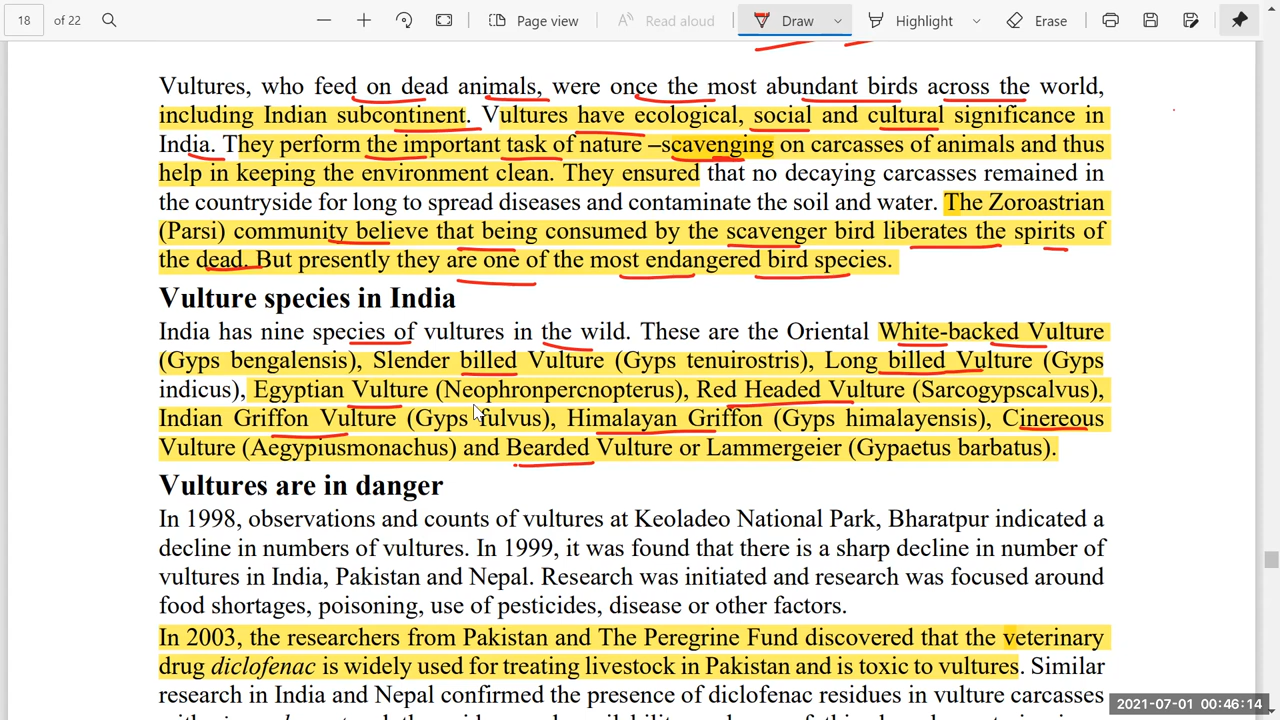 18 of 22 Page view Read aloud Draw Highlight Erase
Vultures, who feed on dead animals, were once the most abundant birds across the world,
including Indian subcontinent. Vultures have ecological, social and cultural significance in
India. They perform the important task of nature –scavenging on carcasses of animals and thus
help in keeping the environment clean. They ensured that no decaying carcasses remained in
the countryside for long to spread diseases and contaminate the soil and water. The Zoroastrian
(Parsi) community believe that being consumed by the scavenger bird liberates the spirits of
the dead. But presently they are one of the most endangered bird species.
Vulture species in India
India has nine species of vultures in the wild. These are the Oriental White-backed Vulture
(Gyps bengalensis), Slender billed Vulture (Gyps tenuirostris), Long billed Vulture (Gyps
indicus), Egyptian Vulture (Neophronpercnopterus), Red Headed Vulture (Sarcogypscalvus),
Indian Griffon Vulture (Gyps fulvus), Himalayan Griffon (Gyps himalayensis), Cinereous
Vulture (Aegypiusmonachus) and Bearded Vulture or Lammergeier (Gypaetus barbatus).
Vultures are in danger
In 1998, observations and counts of vultures at Keoladeo National Park, Bharatpur indicated a
decline in numbers of vultures. In 1999, it was found that there is a sharp decline in number of
vultures in India, Pakistan and Nepal. Research was initiated and research was focused around
food shortages, poisoning, use of pesticides, disease or other factors.
In 2003, the researchers from Pakistan and The Peregrine Fund discovered that the veterinary
drug diclofenac is widely used for treating livestock in Pakistan and is toxic to vultures. Similar
research in India and Nepal confirmed the presence of diclofenac residues in vulture carcasses
2021-07-01 00:46:14